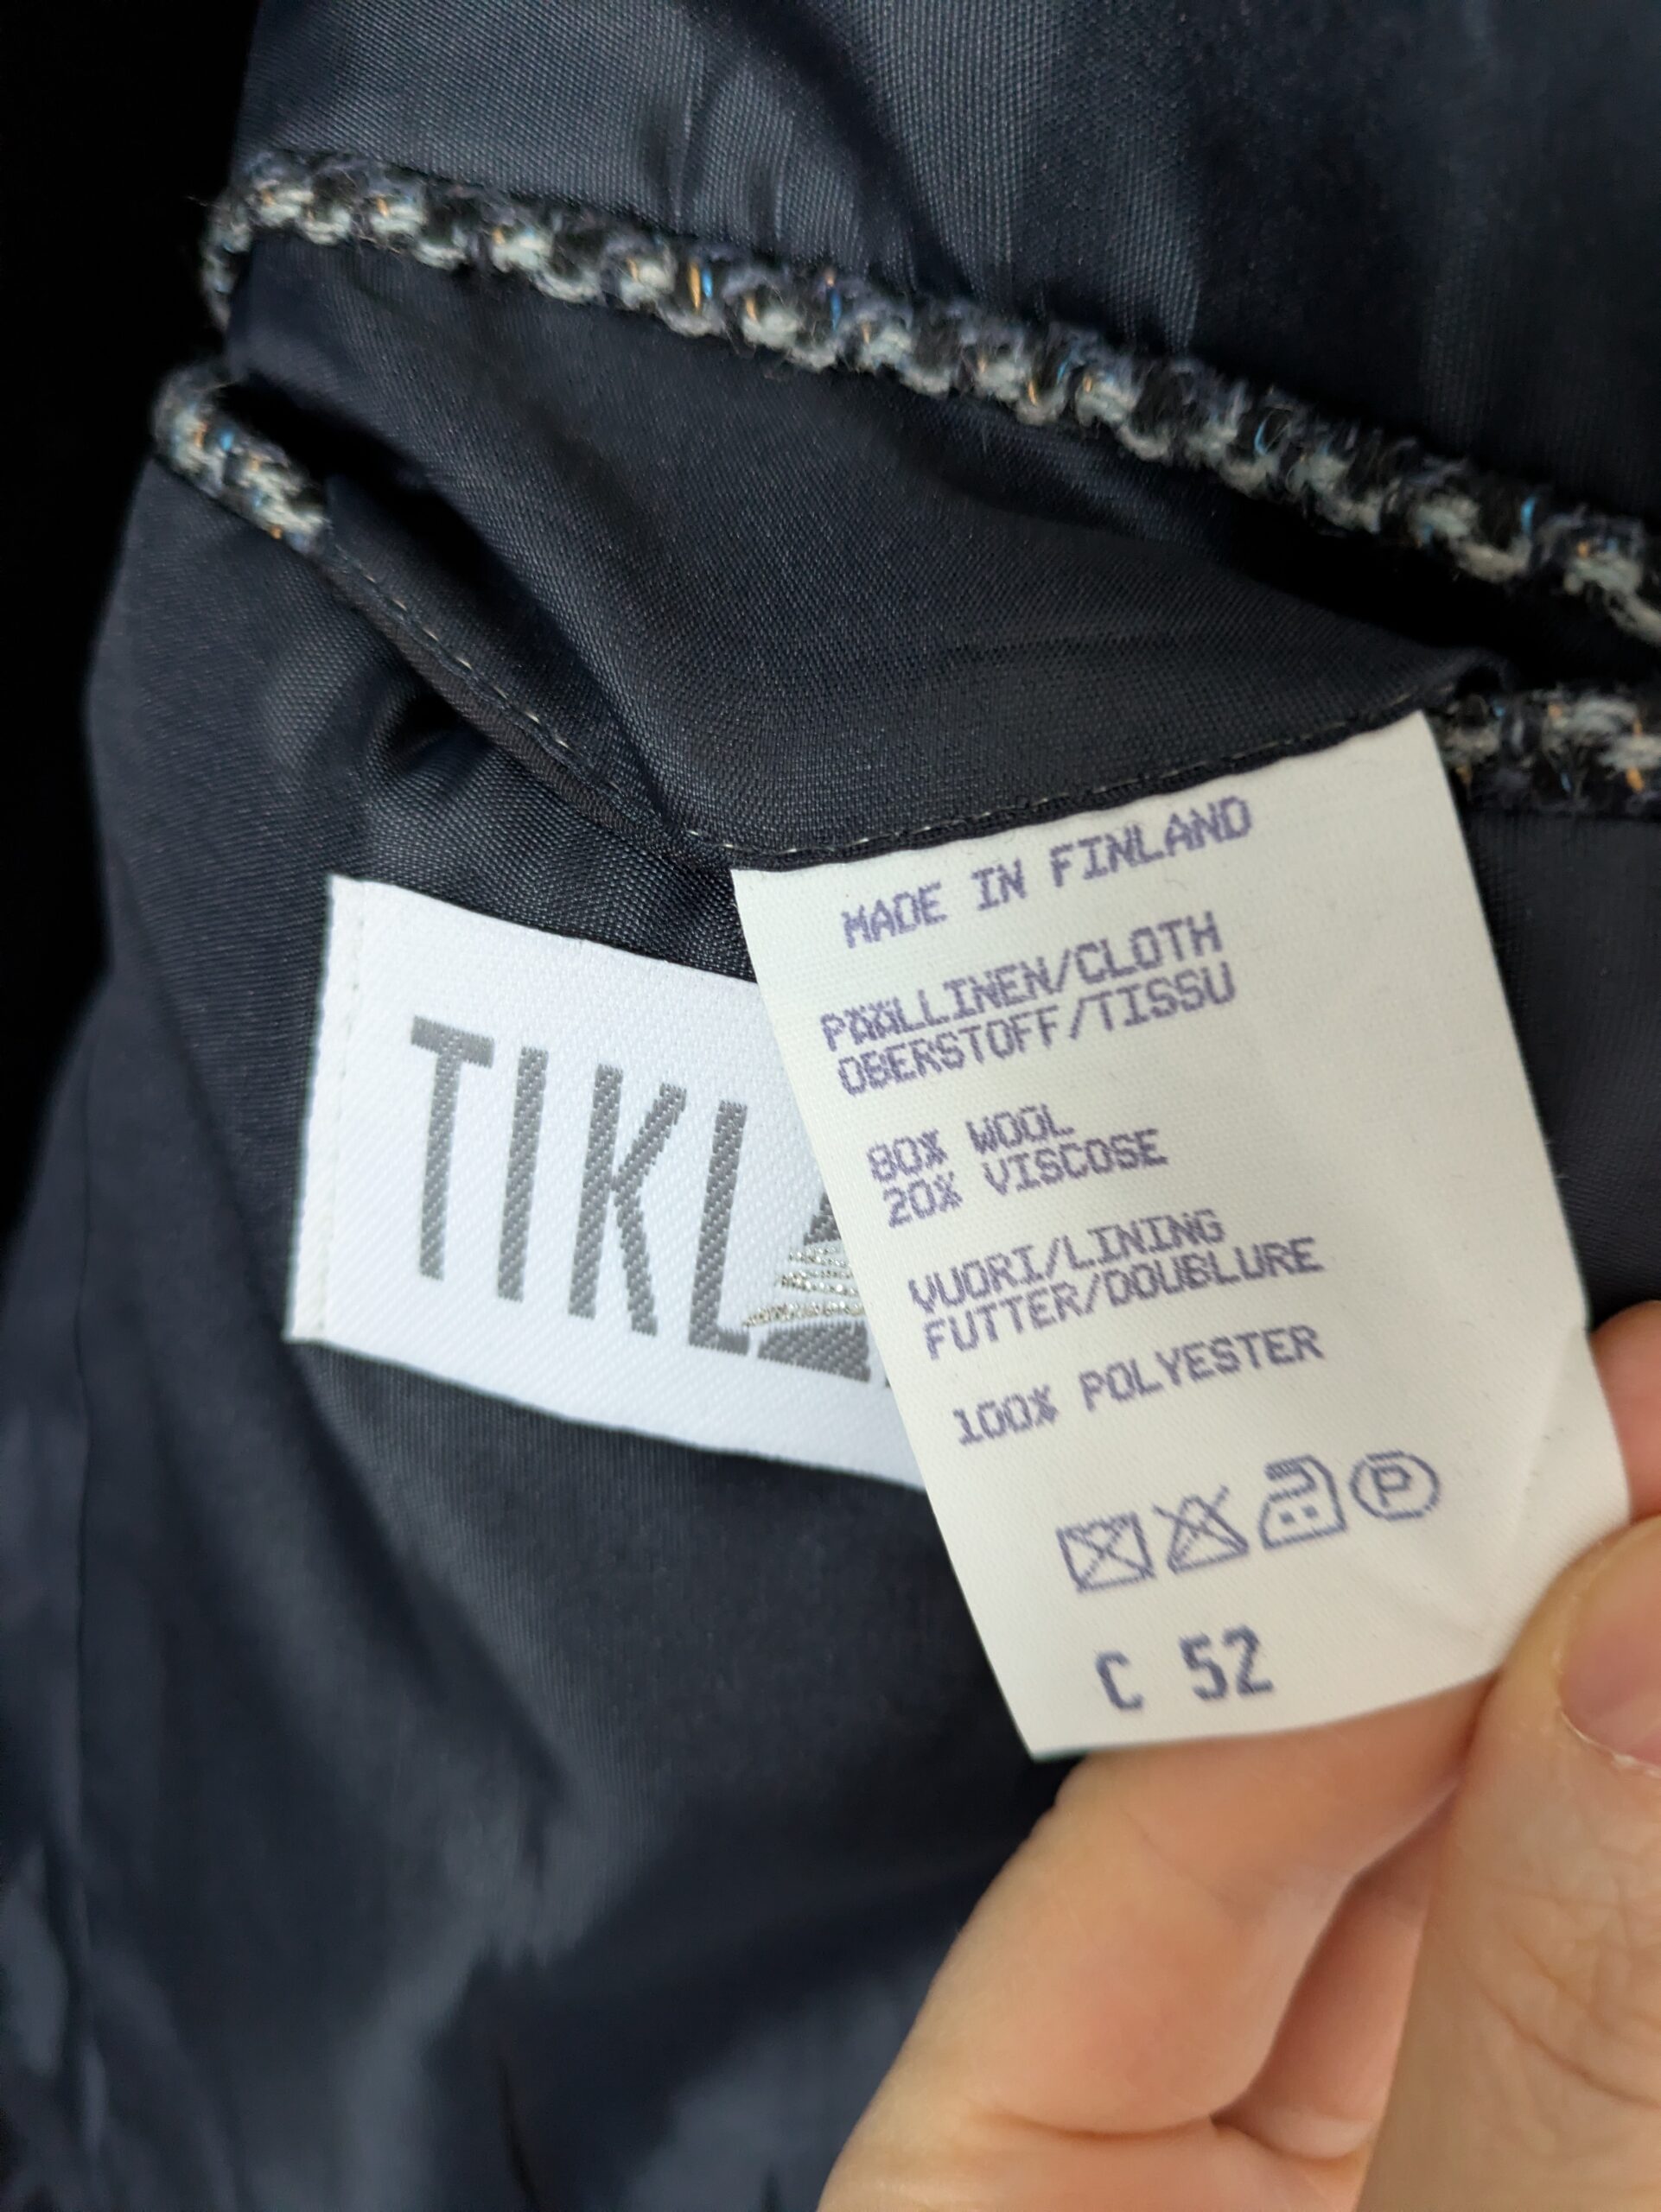 MADE IN FINLAND
PÄÄLLINEN/CLOTH
OBERSTOFF/TISSU
80% WOOL
20% VISCOSE
VUORI/LINING
FUTTER/DOUBLURE
100% POLYESTER
P
C 52
TIKL